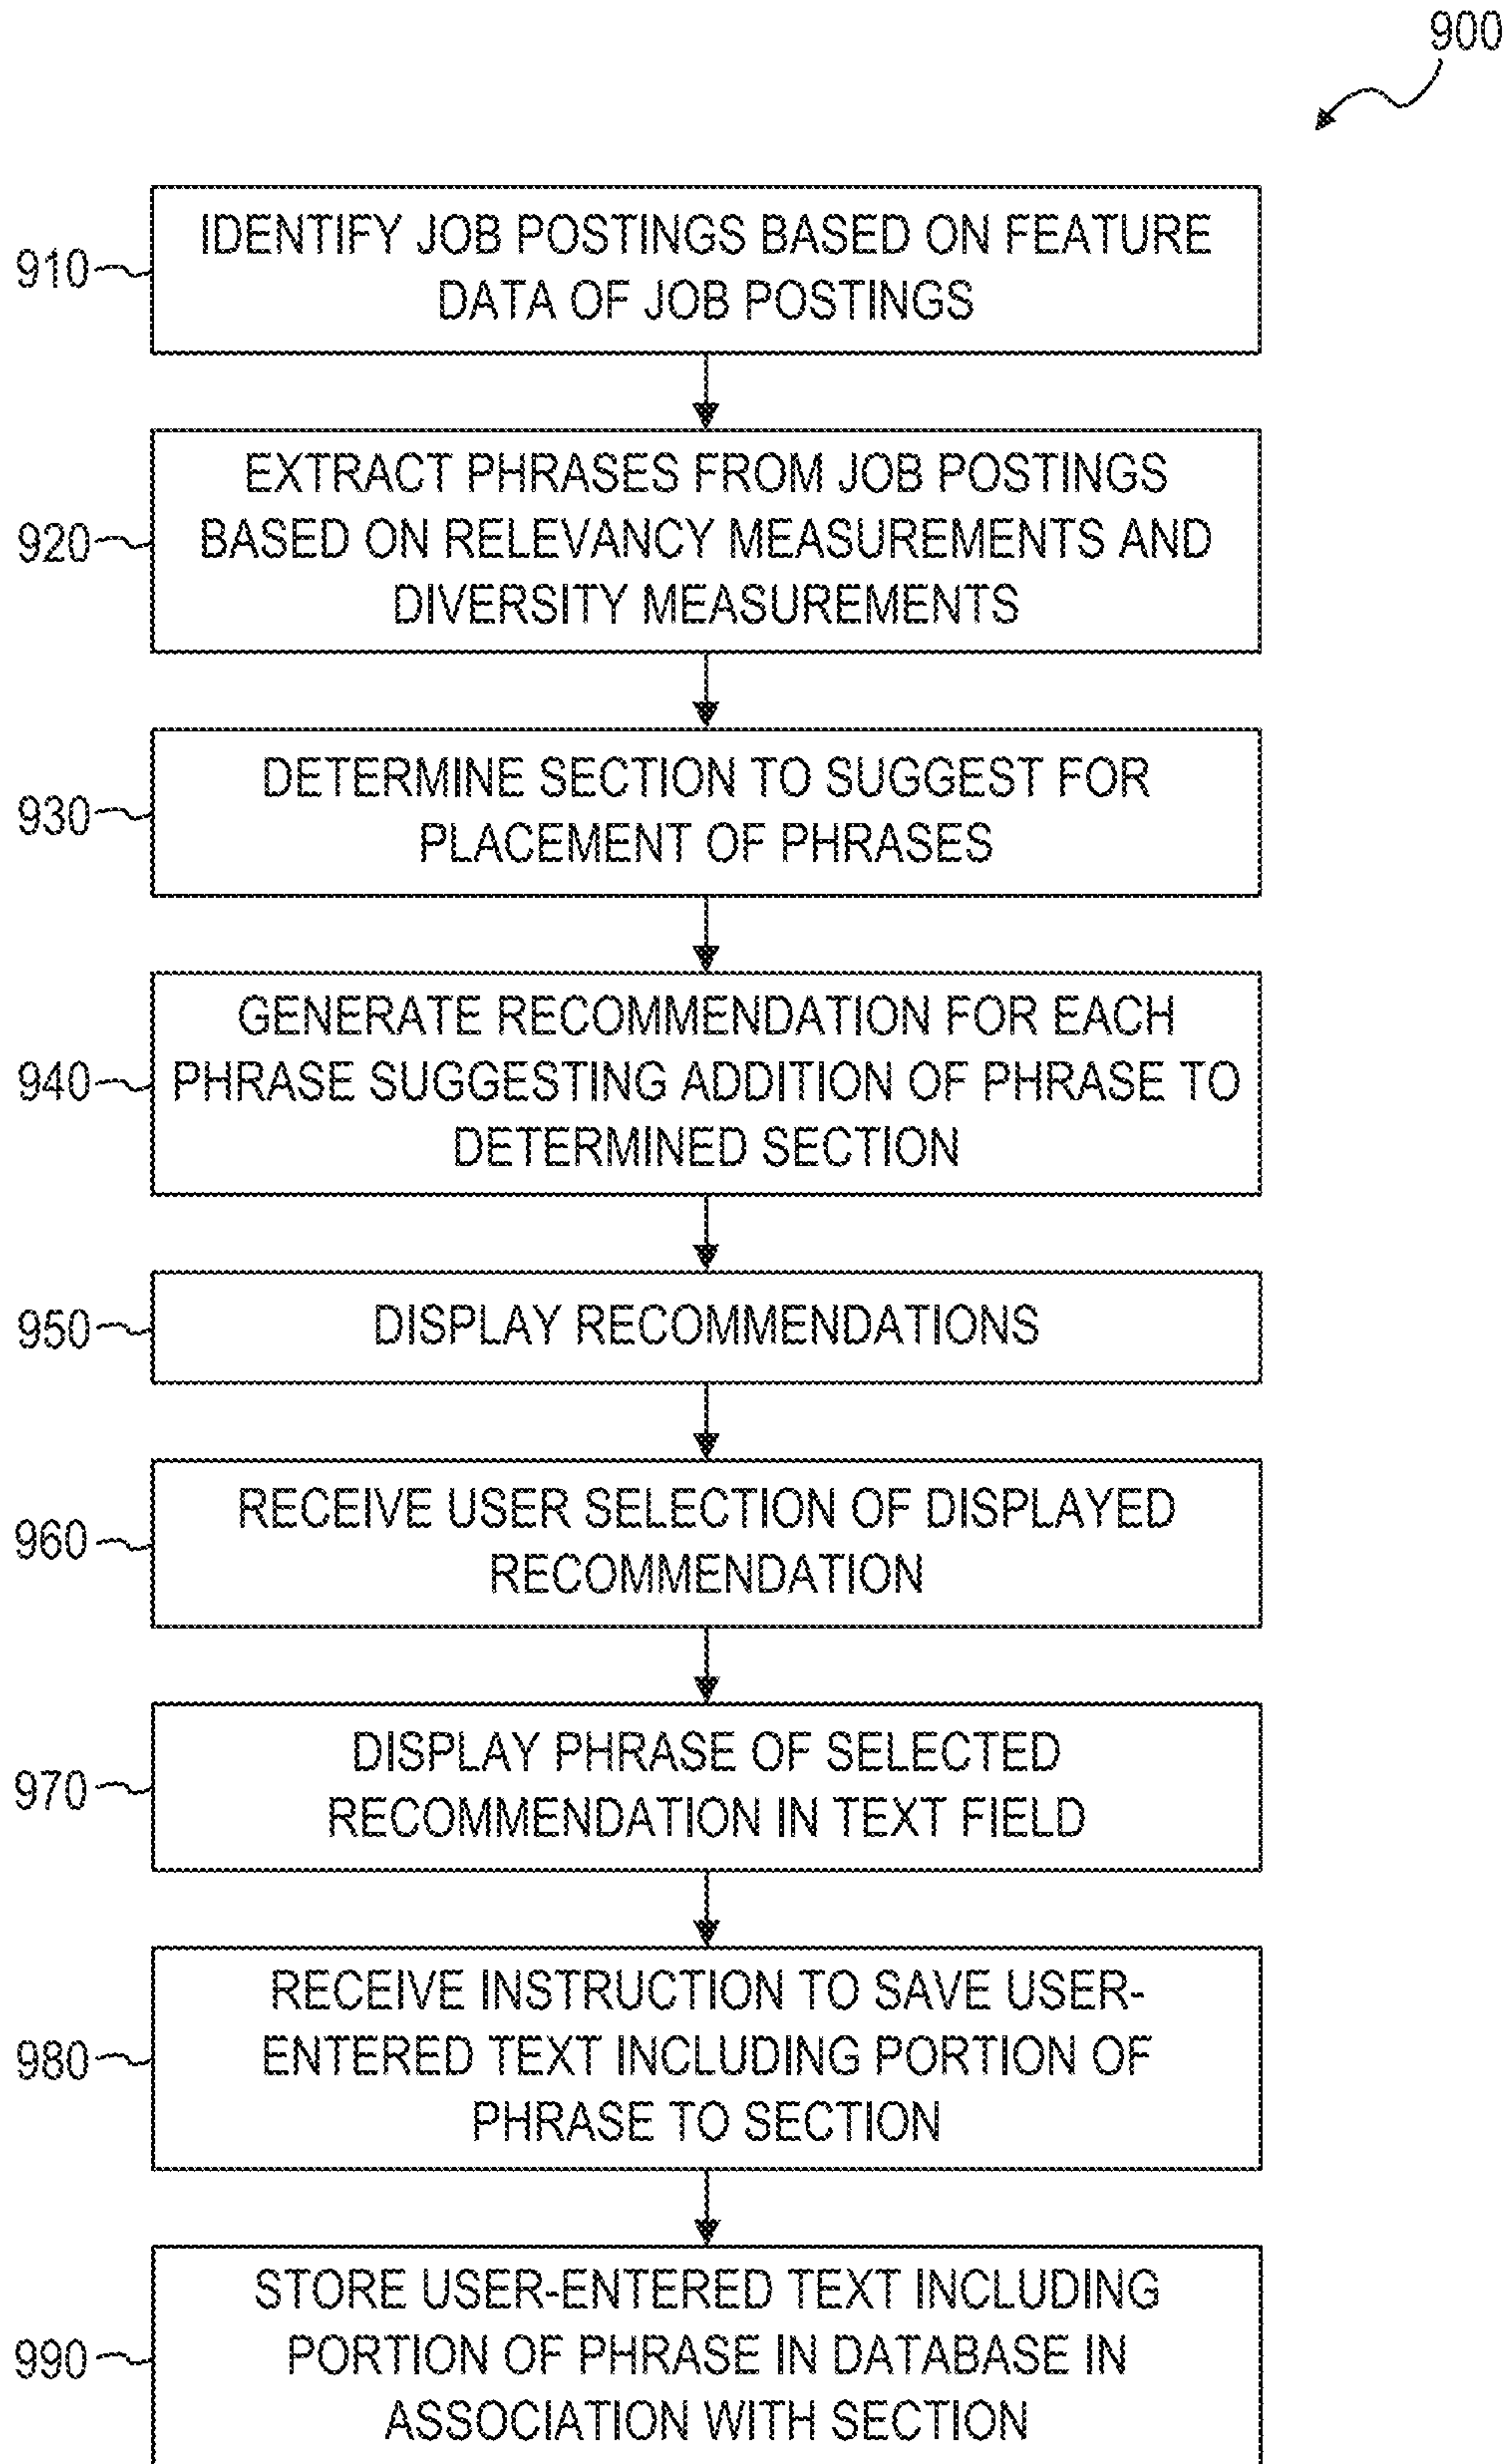 900
910
IDENTIFY JOB POSTINGS BASED ON FEATURE
DATA OF JOB POSTINGS
920
EXTRACT PHRASES FROM JOB POSTINGS
BASED ON RELEVANCY MEASUREMENTS AND
DIVERSITY MEASUREMENTS
930
DETERMINE SECTION TO SUGGEST FOR
PLACEMENT OF PHRASES
940
GENERATE RECOMMENDATION FOR EACH
PHRASE SUGGESTING ADDITION OF PHRASE TO
DETERMINED SECTION
950
DISPLAY RECOMMENDATIONS
960
RECEIVE USER SELECTION OF DISPLAYED
RECOMMENDATION
970
DISPLAY PHRASE OF SELECTED
RECOMMENDATION IN TEXT FIELD
980
RECEIVE INSTRUCTION TO SAVE USER-
ENTERED TEXT INCLUDING PORTION OF
PHRASE TO SECTION
990
STORE USER-ENTERED TEXT INCLUDING
PORTION OF PHRASE IN DATABASE IN
ASSOCIATION WITH SECTION